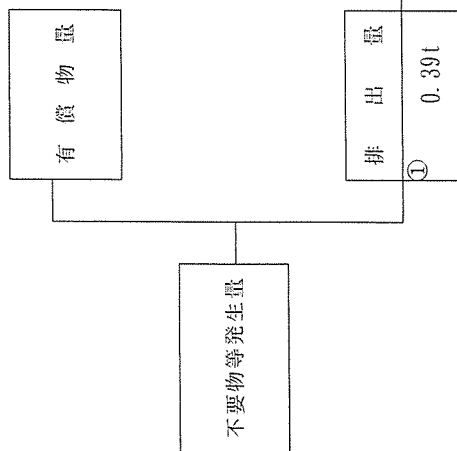 有償物量
不要物等発生量
排出量
①
0.39t